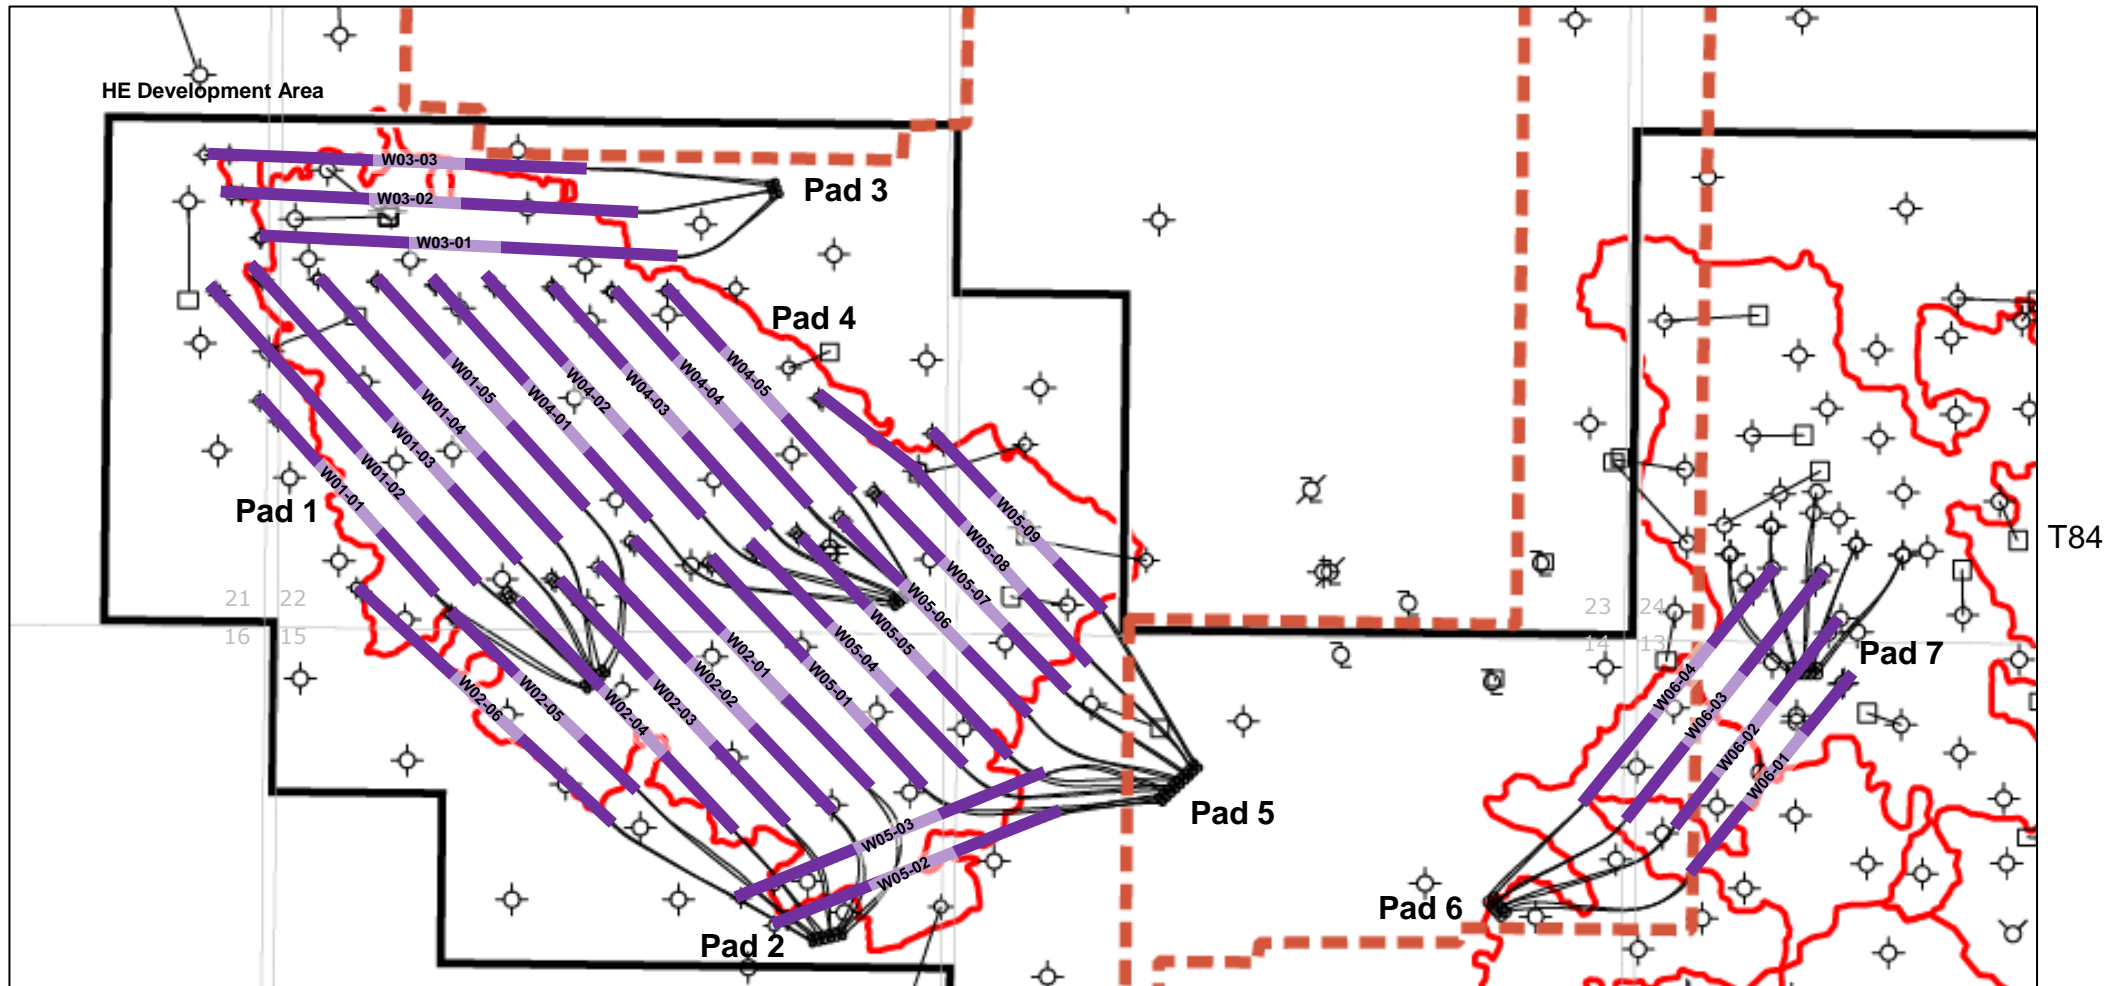 HE Development Area
W03-03
Pad 3
W03-02
W03-01
Pad 4
W04-05
W04-04
W04-03
W04-02
W04-01
W01-05
W01-04
W01-03
W01-02
W01-01
Pad 1
W05-09
W05-08
W05-07
W05-06
W05-05
W05-04
W05-01
T84
21 22
16 15
23 24
14 13
Pad 7
W02-01
W02-02
W02-03
W02-04
W02-05
W02-06
W06-04
W06-03
W06-02
W06-01
W05-03
W05-02
Pad 5
Pad 6
Pad 2